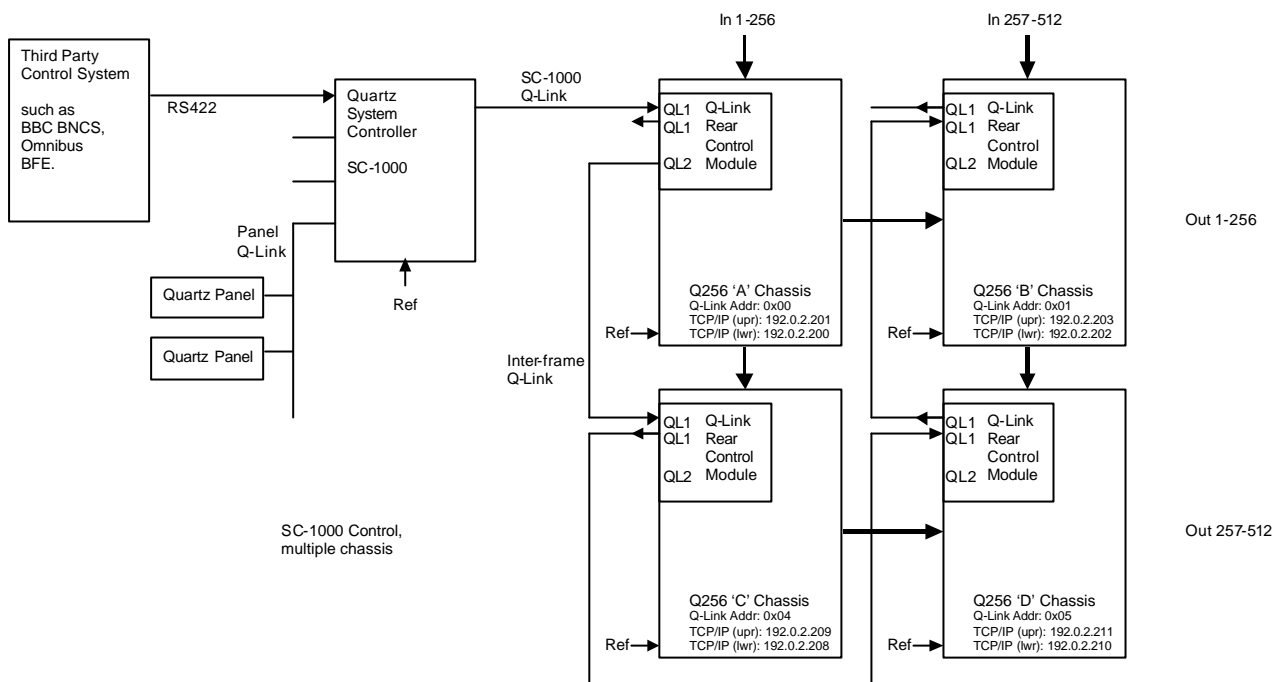 In 1-256
In 257-512
Third Party
Control System
such as
BBC BNCS,
Omnibus
BFE.
RS422
Quartz
System
Controller
SC-1000
SC-1000
Q-Link
QL1
QL1
QL2
Q-Link
Rear
Control
Module
QL1
QL1
QL2
Q-Link
Rear
Control
Module
Out 1-256
Panel
Q-Link
Quartz Panel
Quartz Panel
Ref
Q256 ‘A’ Chassis
Q-Link Addr: 0x00
TCP/IP (upr): 192.0.2.201
TCP/IP (lwr): 192.0.2.200
Ref
Q256 ‘B’ Chassis
Q-Link Addr: 0x01
TCP/IP (upr): 192.0.2.203
TCP/IP (lwr): 192.0.2.202
Ref
Inter-frame
Q-Link
QL1
QL1
QL2
Q-Link
Rear
Control
Module
QL1
QL1
QL2
Q-Link
Rear
Control
Module
SC-1000 Control,
multiple chassis
Out 257-512
Q256 ‘C’ Chassis
Q-Link Addr: 0x04
TCP/IP (upr): 192.0.2.209
TCP/IP (lwr): 192.0.2.208
Ref
Q256 ‘D’ Chassis
Q-Link Addr: 0x05
TCP/IP (upr): 192.0.2.211
TCP/IP (lwr): 192.0.2.210
Ref